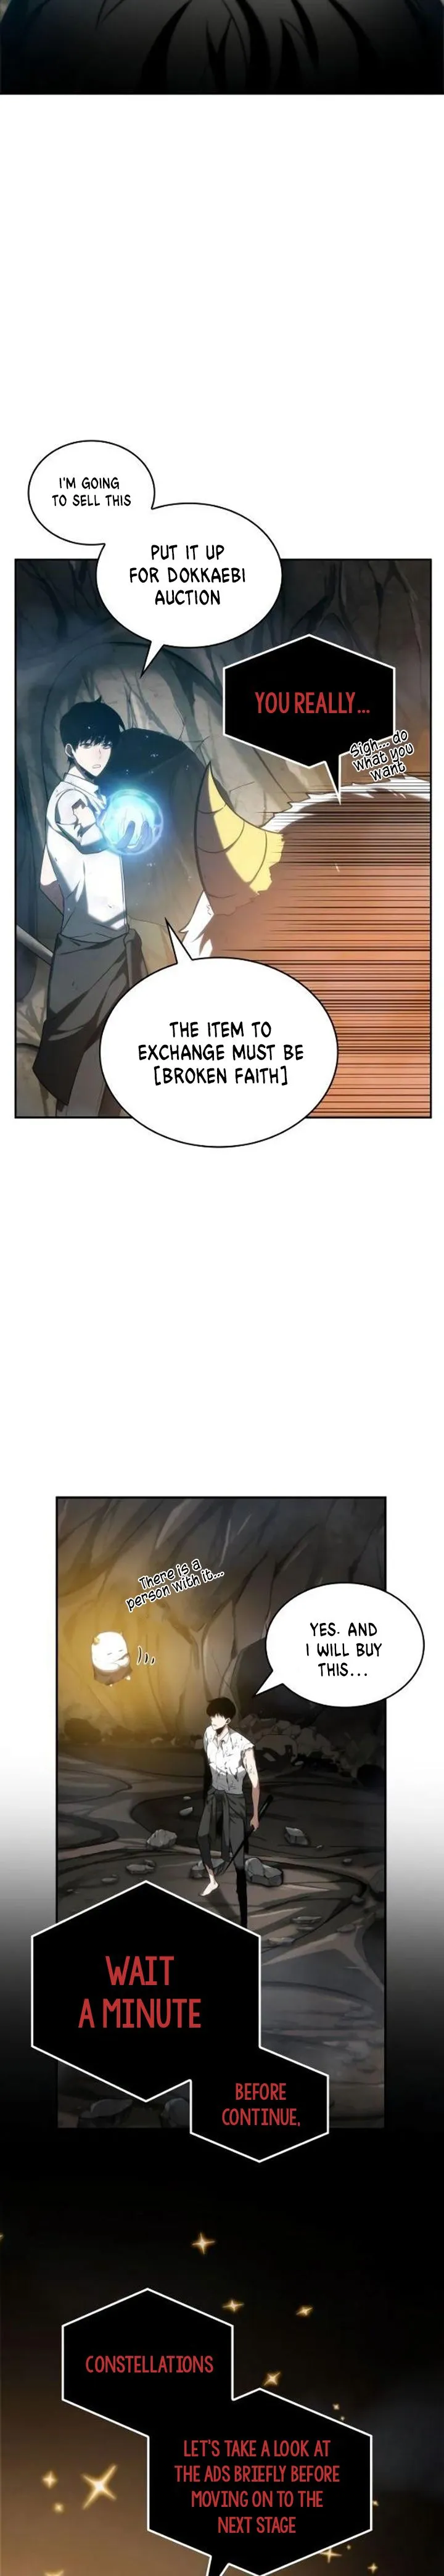 I'M GOING
TO SELL THIS
PUT IT UP
FOR DOKKAEBI
AUCTION
YOU REALLY...
Sigh... do
what you
want
THE ITEM TO
EXCHANGE MUST BE
[BROKEN FAITH]
There is a
person with it...
YES. AND
I WILL BUY
THIS...
WAIT
A MINUTE
BEFORE
CONTINUE,
CONSTELLATIONS
LET'S TAKE A LOOK AT
THE ADS BRIEFLY BEFORE
MOVING ON TO THE
NEXT STAGE